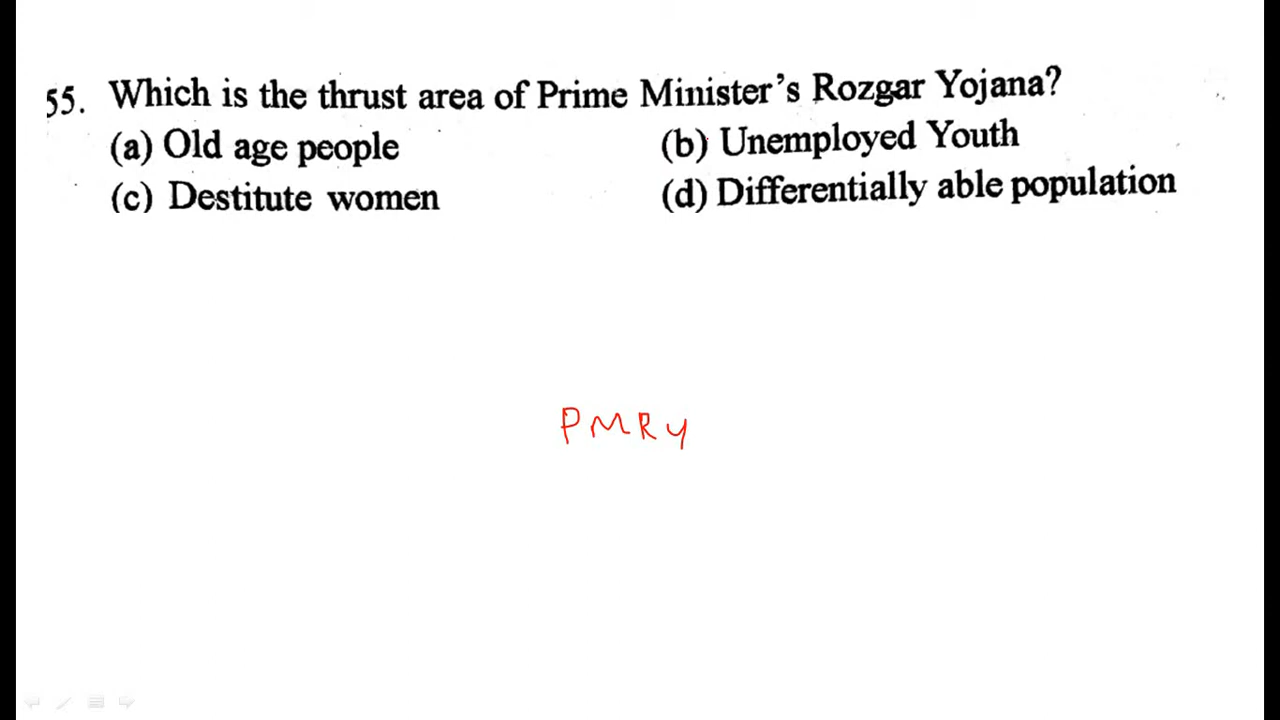 55. Which is the thrust area of Prime Minister's Rozgar Yojana?
(a) Old age people (b) Unemployed Youth
(c) Destitute women (d) Differentially able population
PMRY